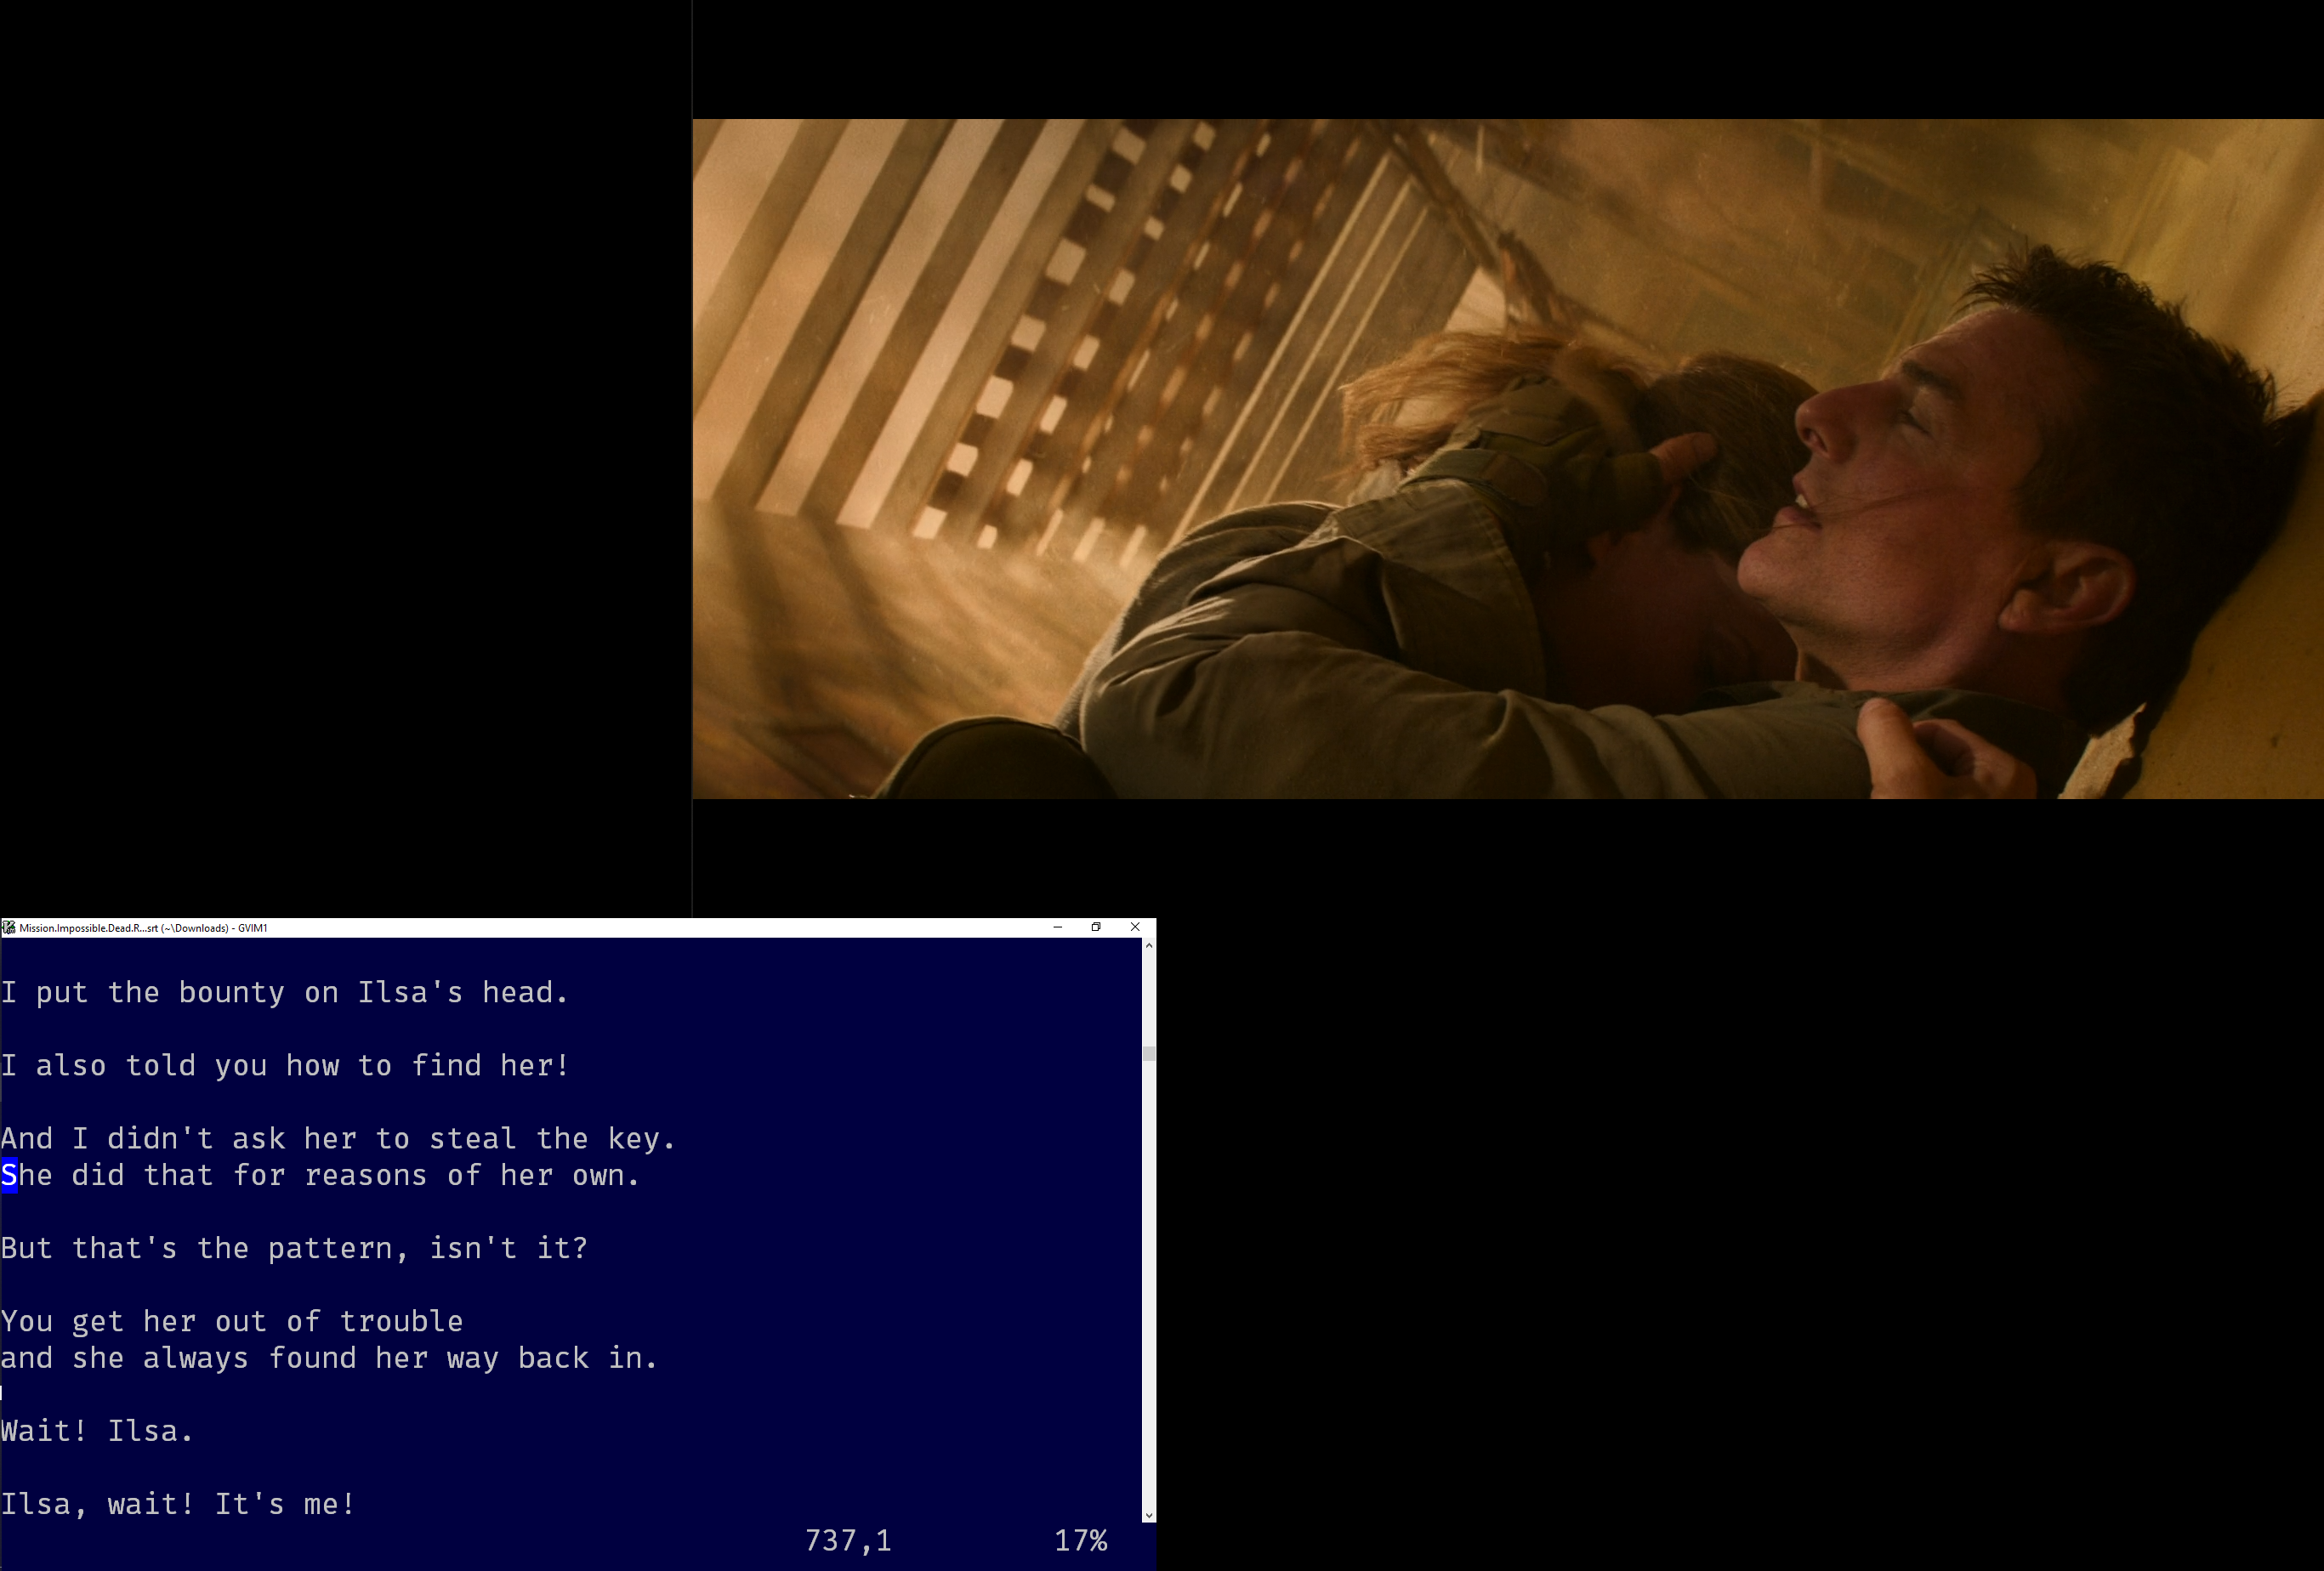 Mission.Impossible.Dead.R...srt (~\Downloads) - GVIM1
I put the bounty on Ilsa's head.
I also told you how to find her!
And I didn't ask her to steal the key.
She did that for reasons of her own.
But that's the pattern, isn't it?
You get her out of trouble
and she always found her way back in.
Wait! Ilsa.
Ilsa, wait! It's me!
737,1 17%